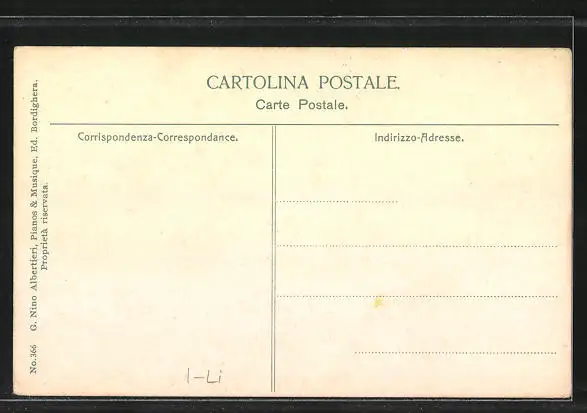 CARTOLINA POSTALE.
Carte Postale.
Corrispondenza-Correspondance.
Indirizzo-Adresse.
No. 366 G. Nino Albertieri, Pianos & Musique, Ed. Bordighera.
Proprietà riservata.
I-Li